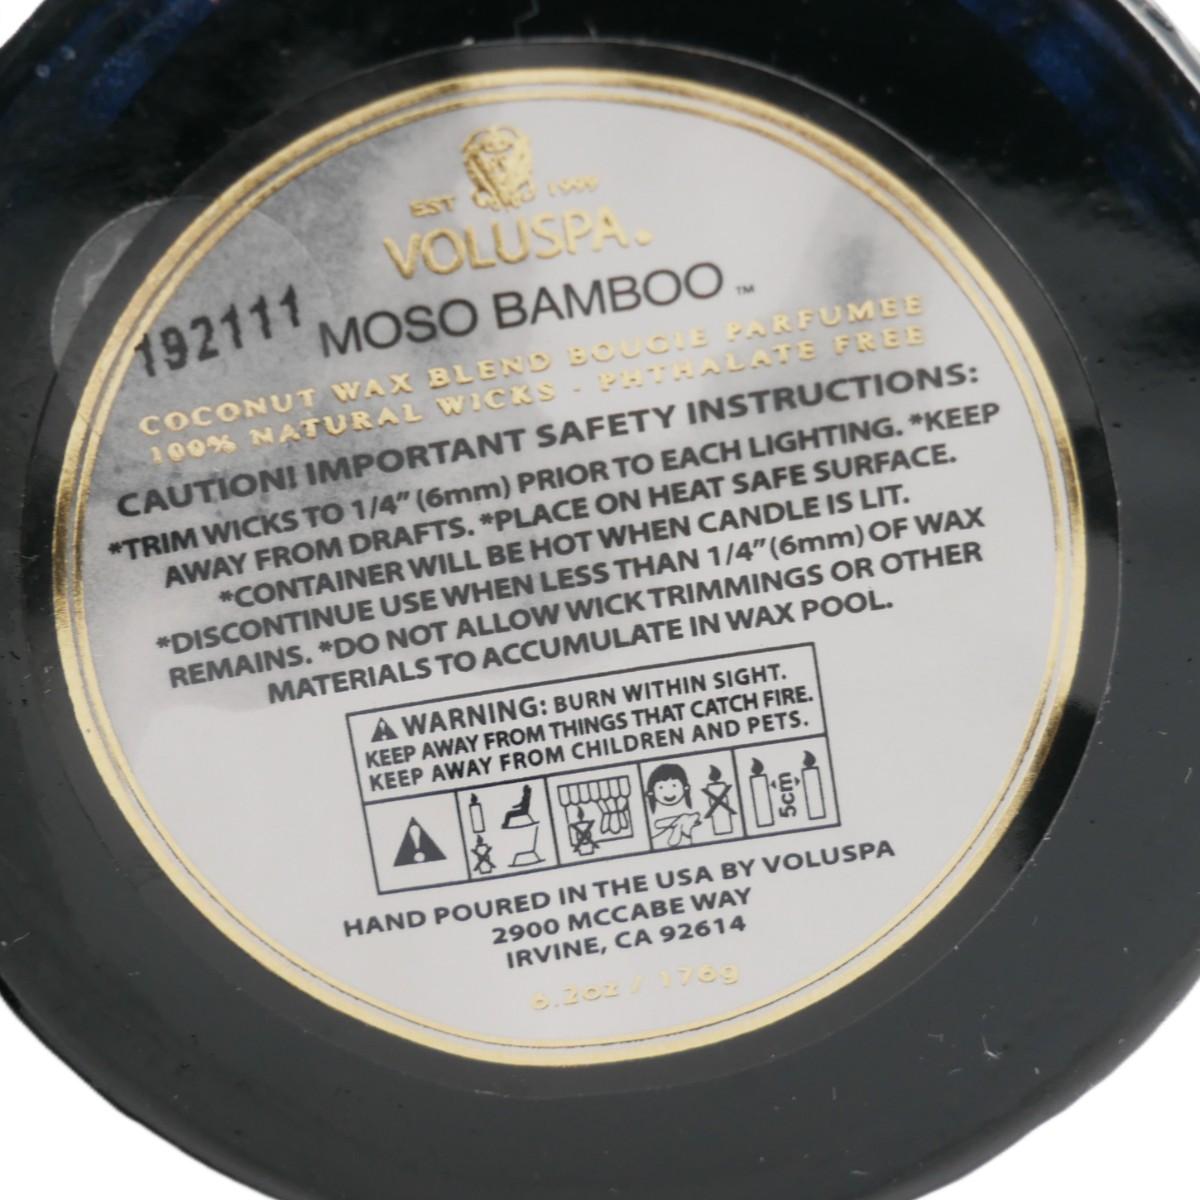 EST 1999
VOLUSPA.
192111
MOSO BAMBOO ™
COCONUT WAX BLEND BOUGIE PARFUMEE
100% NATURAL WICKS · PHTHALATE FREE
CAUTION! IMPORTANT SAFETY INSTRUCTIONS:
*TRIM WICKS TO 1/4” (6mm) PRIOR TO EACH LIGHTING. *KEEP
AWAY FROM DRAFTS. *PLACE ON HEAT SAFE SURFACE.
*CONTAINER WILL BE HOT WHEN CANDLE IS LIT.
*DISCONTINUE USE WHEN LESS THAN 1/4” (6mm) OF WAX
REMAINS. *DO NOT ALLOW WICK TRIMMINGS OR OTHER
MATERIALS TO ACCUMULATE IN WAX POOL.
WARNING: BURN WITHIN SIGHT.
KEEP AWAY FROM THINGS THAT CATCH FIRE.
KEEP AWAY FROM CHILDREN AND PETS.
5cm
HAND POURED IN THE USA BY VOLUSPA
2900 MCCABE WAY
IRVINE, CA 92614
6.2oz / 176g